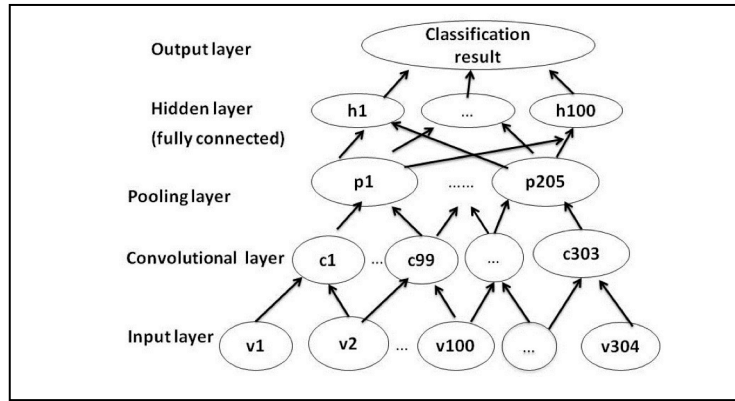 Output layer
Classification
result
Hidden layer
(fully connected)
h1
...
h100
Pooling layer
p1
......
p205
Convolutional layer
c1
...
c99
...
c303
Input layer
v1
v2
...
v100
...
v304